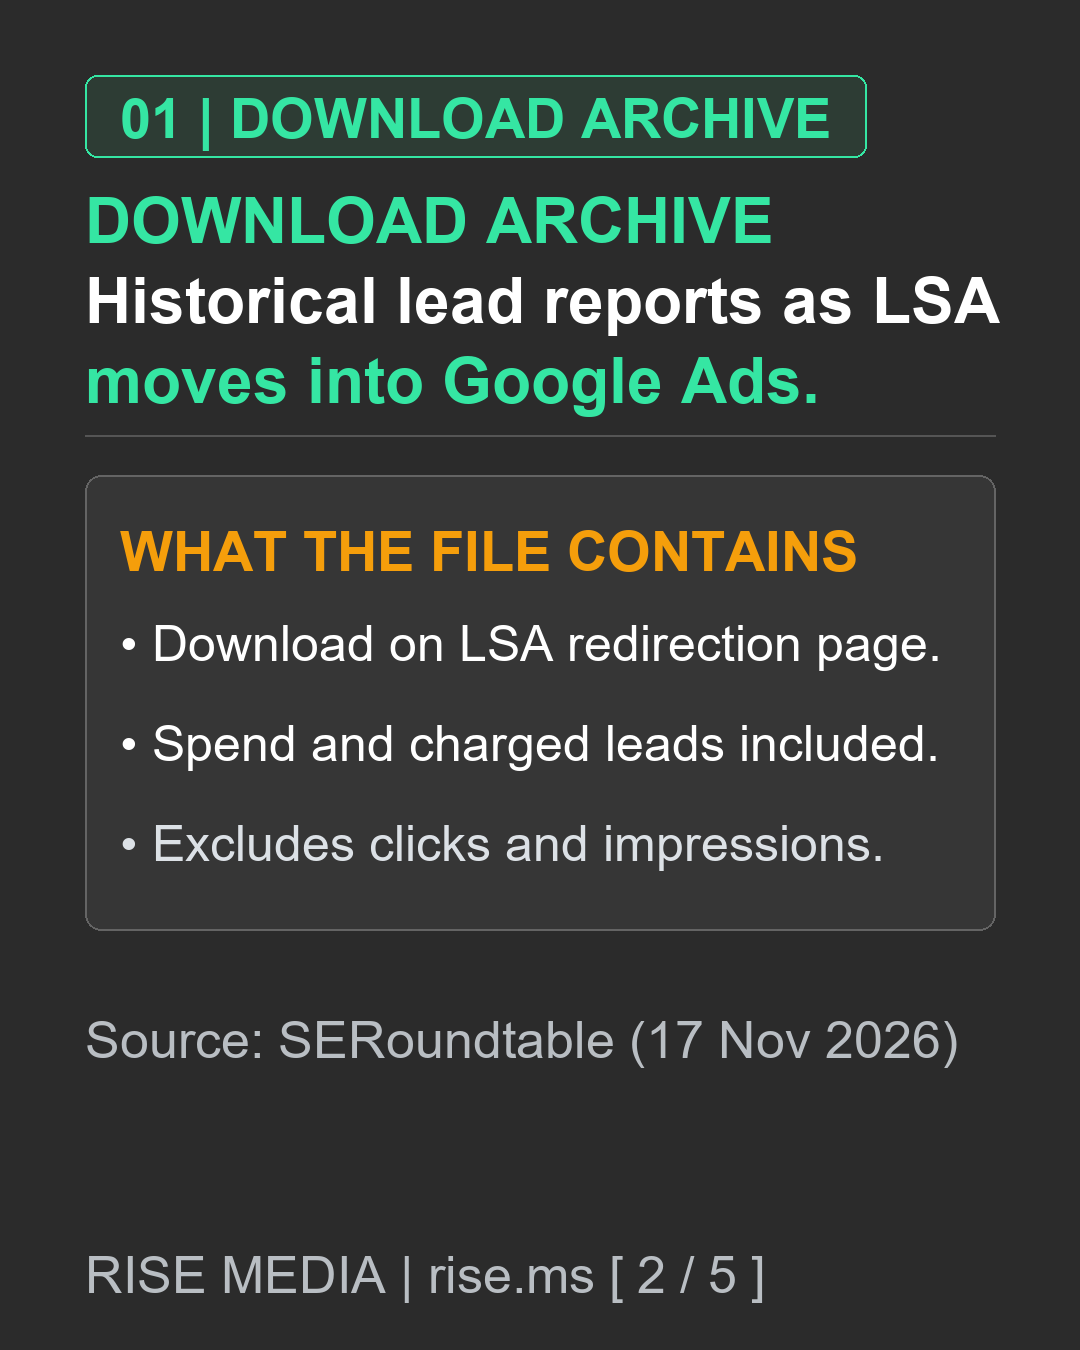 01 | DOWNLOAD ARCHIVE
DOWNLOAD ARCHIVE
Historical lead reports as LSA
moves into Google Ads.
WHAT THE FILE CONTAINS
• Download on LSA redirection page.
• Spend and charged leads included.
• Excludes clicks and impressions.
Source: SERoundtable (17 Nov 2026)
RISE MEDIA | rise.ms [ 2 / 5 ]